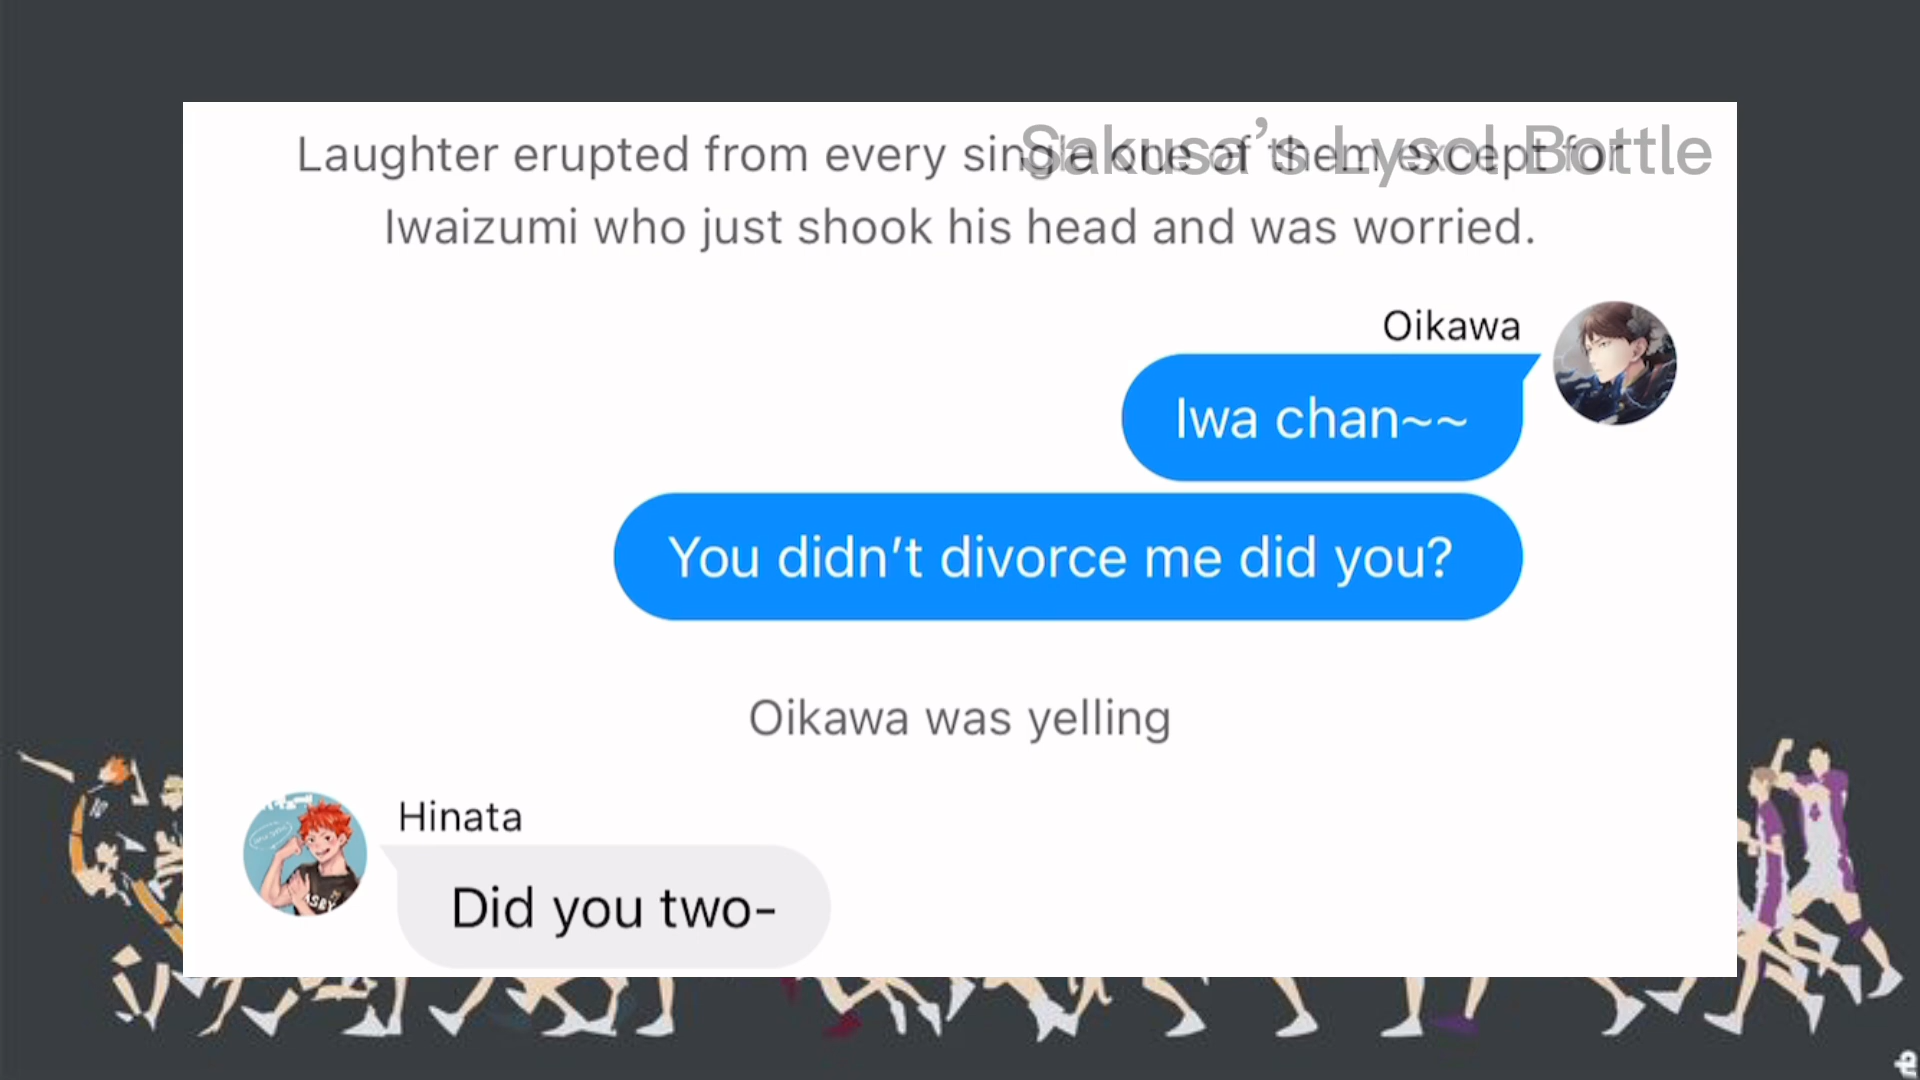 Laughter erupted from every single one of them except for
Sakusa's Lysol Bottle
Iwaizumi who just shook his head and was worried.
Oikawa
Iwa chan~~
You didn't divorce me did you?
Oikawa was yelling
Hinata
Did you two-